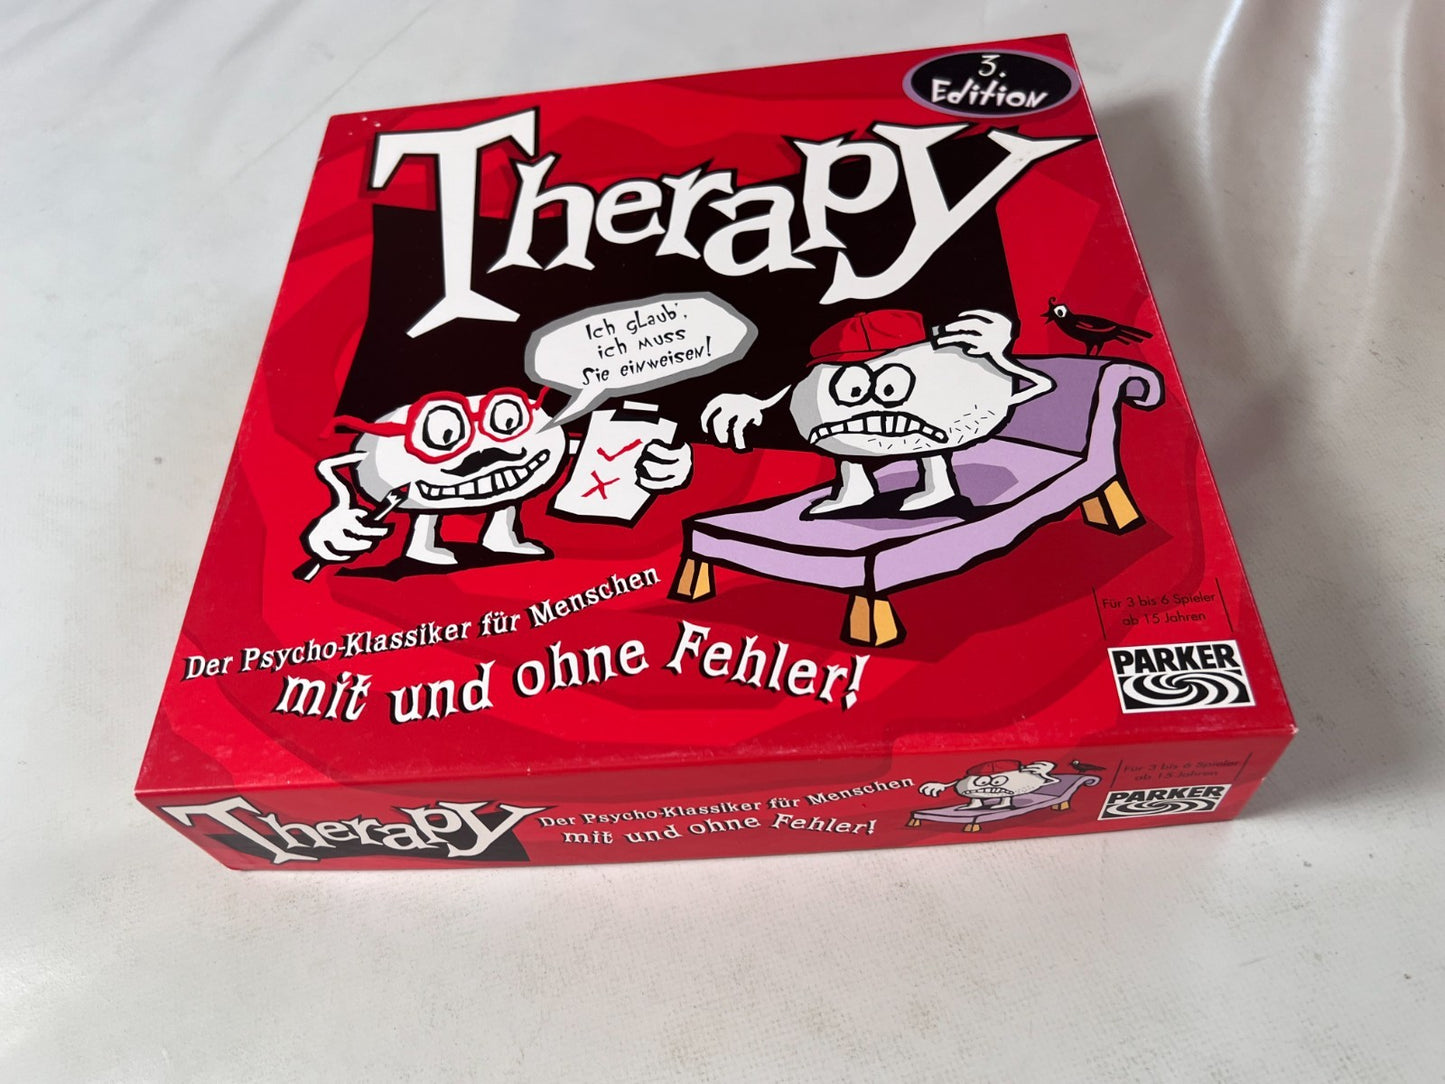 3.
Edition
Therapy
Ich glaub',
ich muss
Sie einweisen!
Der Psycho-Klassiker für Menschen
mit und ohne Fehler!
Für 3 bis 6 Spieler
ab 15 Jahren
PARKER
Therapy
Der Psycho-Klassiker für Menschen
mit und ohne Fehler!
Für 3 bis 6 Spieler
ab 15 Jahren
PARKER